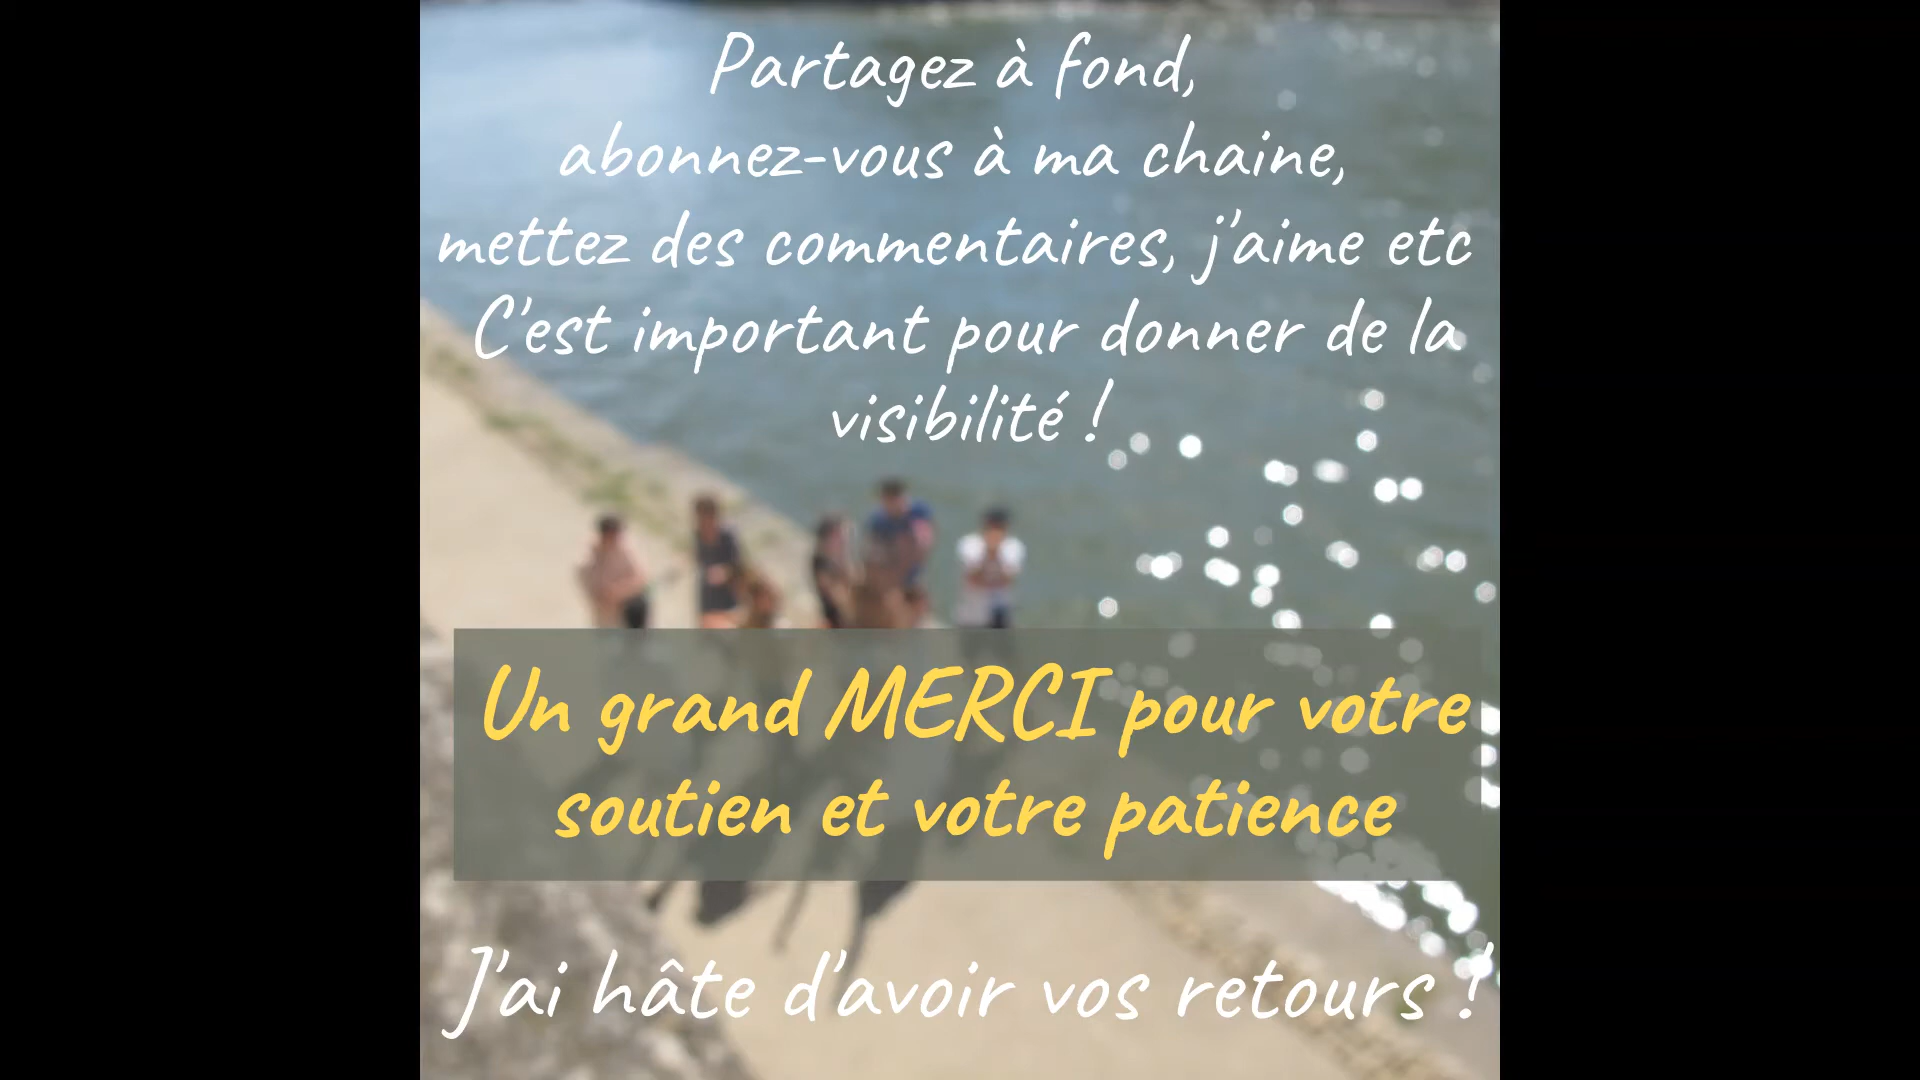 Partagez à fond,
abonnez-vous à ma chaine,
mettez des commentaires, j'aime etc
C'est important pour donner de la
visibilité !
Un grand MERCI pour votre
soutien et votre patience
J'ai hâte d'avoir vos retours !